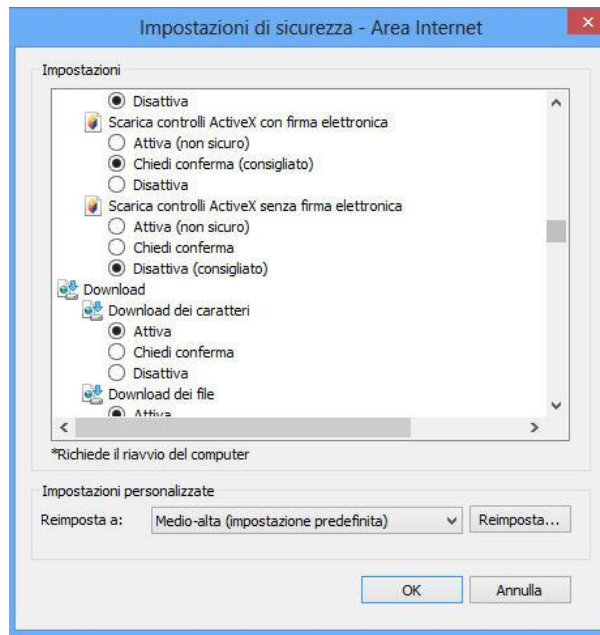 Impostazioni di sicurezza - Area Internet
Impostazioni
Disattiva
Scarica controlli ActiveX con firma elettronica
Attiva (non sicuro)
Chiedi conferma (consigliato)
Disattiva
Scarica controlli ActiveX senza firma elettronica
Attiva (non sicuro)
Chiedi conferma
Disattiva (consigliato)
Download
Download dei caratteri
Attiva
Chiedi conferma
Disattiva
Download dei file
Attiva
*Richiede il riavvio del computer
Impostazioni personalizzate
Reimposta a: Medio-alta (impostazione predefinita) Reimposta...
OK Annulla